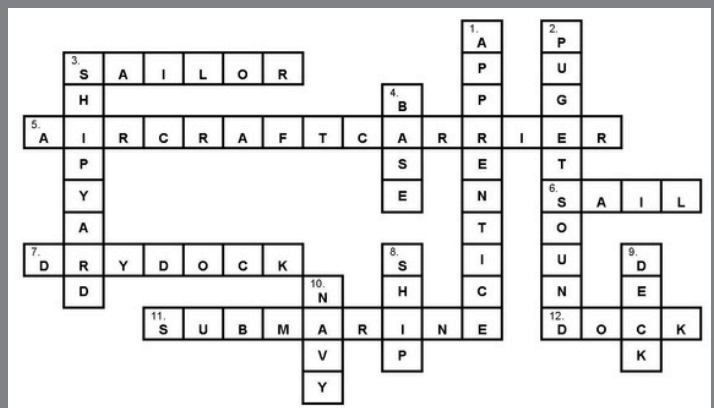 1. A 2. P
3. S A I L O R P U
H 4. B P G
5. A I R C R A F T C A R R I E R
P S E T
Y E N 6. S A I L
A T O
7. D R Y D O C K 8. S I U 9. D
D 10. N H C N E
11. S U B M A R I N E 12. D O C K
V P K
Y